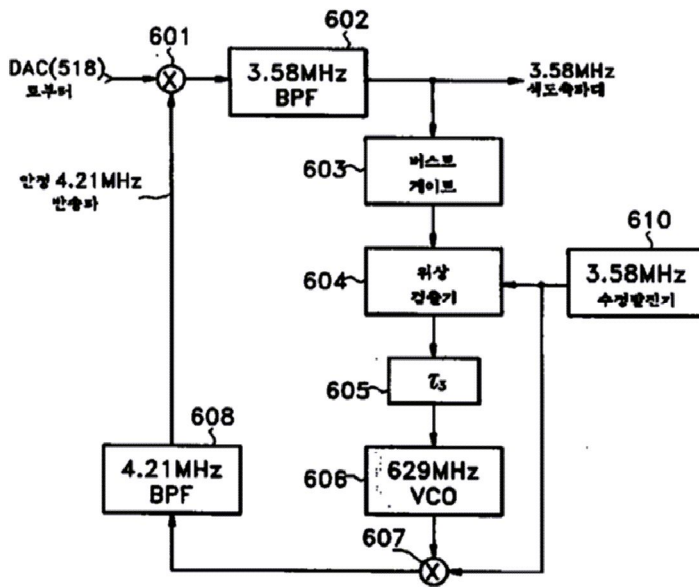 601
602
DAC(518)
로부터
3.58MHz
BPF
3.58MHz
색도측파대
603
버스트
게이트
안정 4.21MHz
반송파
610
604
위상
검출기
3.58MHz
수정발진기
605
τ₃
608
4.21MHz
BPF
606
629MHz
VCO
607